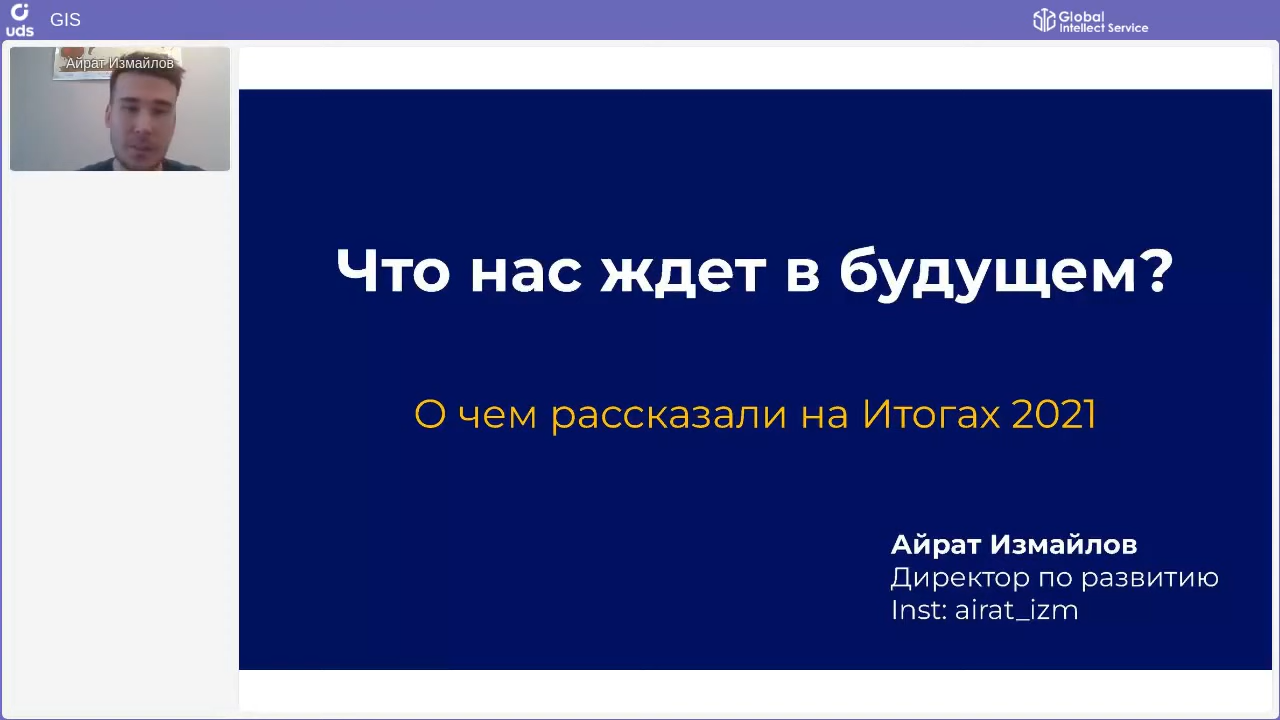 uds
GIS
Global
Intellect Service
Айрат Измайлов
Что нас ждет в будущем?
О чем рассказали на Итогах 2021
Айрат Измайлов
Директор по развитию
Inst: airat_izm